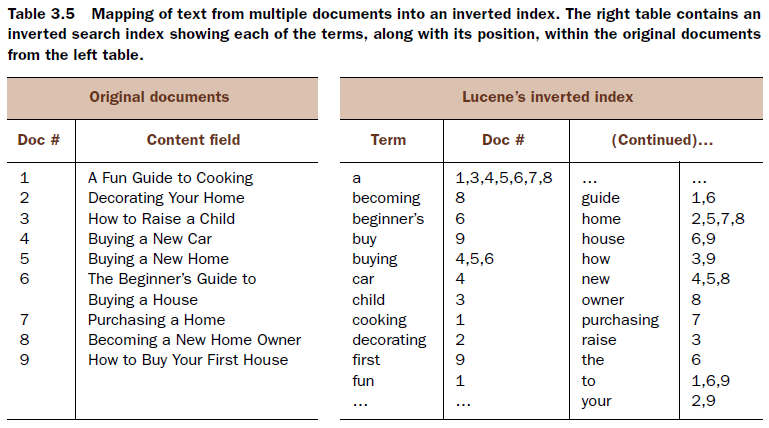 Table 3.5 Mapping of text from multiple documents into an inverted index. The right table contains an
inverted search index showing each of the terms, along with its position, within the original documents
from the left table.
Original documents
Doc # Content field
1 A Fun Guide to Cooking
2 Decorating Your Home
3 How to Raise a Child
4 Buying a New Car
5 Buying a New Home
6 The Beginner's Guide to
Buying a House
7 Purchasing a Home
8 Becoming a New Home Owner
9 How to Buy Your First House
Lucene's inverted index
Term Doc # (Continued)...
a 1,3,4,5,6,7,8 ... ...
becoming 8 guide 1,6
beginner's 6 home 2,5,7,8
buy 9 house 6,9
buying 4,5,6 how 3,9
car 4 new 4,5,8
child 3 owner 8
cooking 1 purchasing 7
decorating 2 raise 3
first 9 the 6
fun 1 to 1,6,9
... ... your 2,9